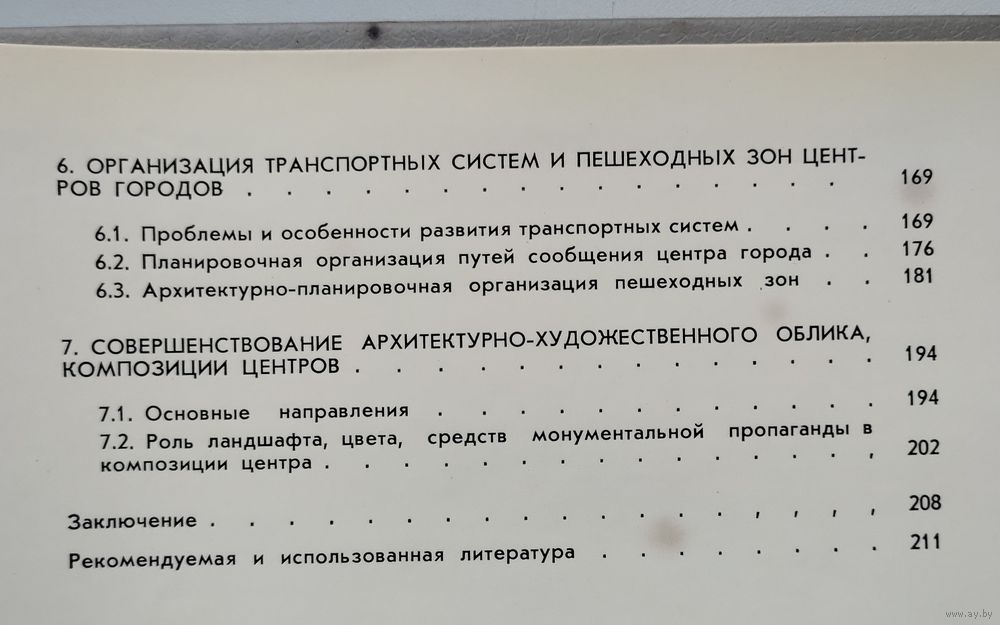 6. ОРГАНИЗАЦИЯ ТРАНСПОРТНЫХ СИСТЕМ И ПЕШЕХОДНЫХ ЗОН ЦЕНТ-
РОВ ГОРОДОВ . . . . . . . . . . . . . . . 169
6.1. Проблемы и особенности развития транспортных систем . . . . 169
6.2. Планировочная организация путей сообщения центра города . . 176
6.3. Архитектурно-планировочная организация пешеходных зон . . 181
7. СОВЕРШЕНСТВОВАНИЕ АРХИТЕКТУРНО-ХУДОЖЕСТВЕННОГО ОБЛИКА,
КОМПОЗИЦИИ ЦЕНТРОВ . . . . . . . . . . . . . 194
7.1. Основные направления . . . . . . . . . . . . 194
7.2. Роль ландшафта, цвета, средств монументальной пропаганды в
композиции центра . . . . . . . . . . . . . . , 202
Заключение . . . . . . . . . . . . . . , , , , 208
Рекомендуемая и использованная литература . . . . . . . . 211
www.ay.by